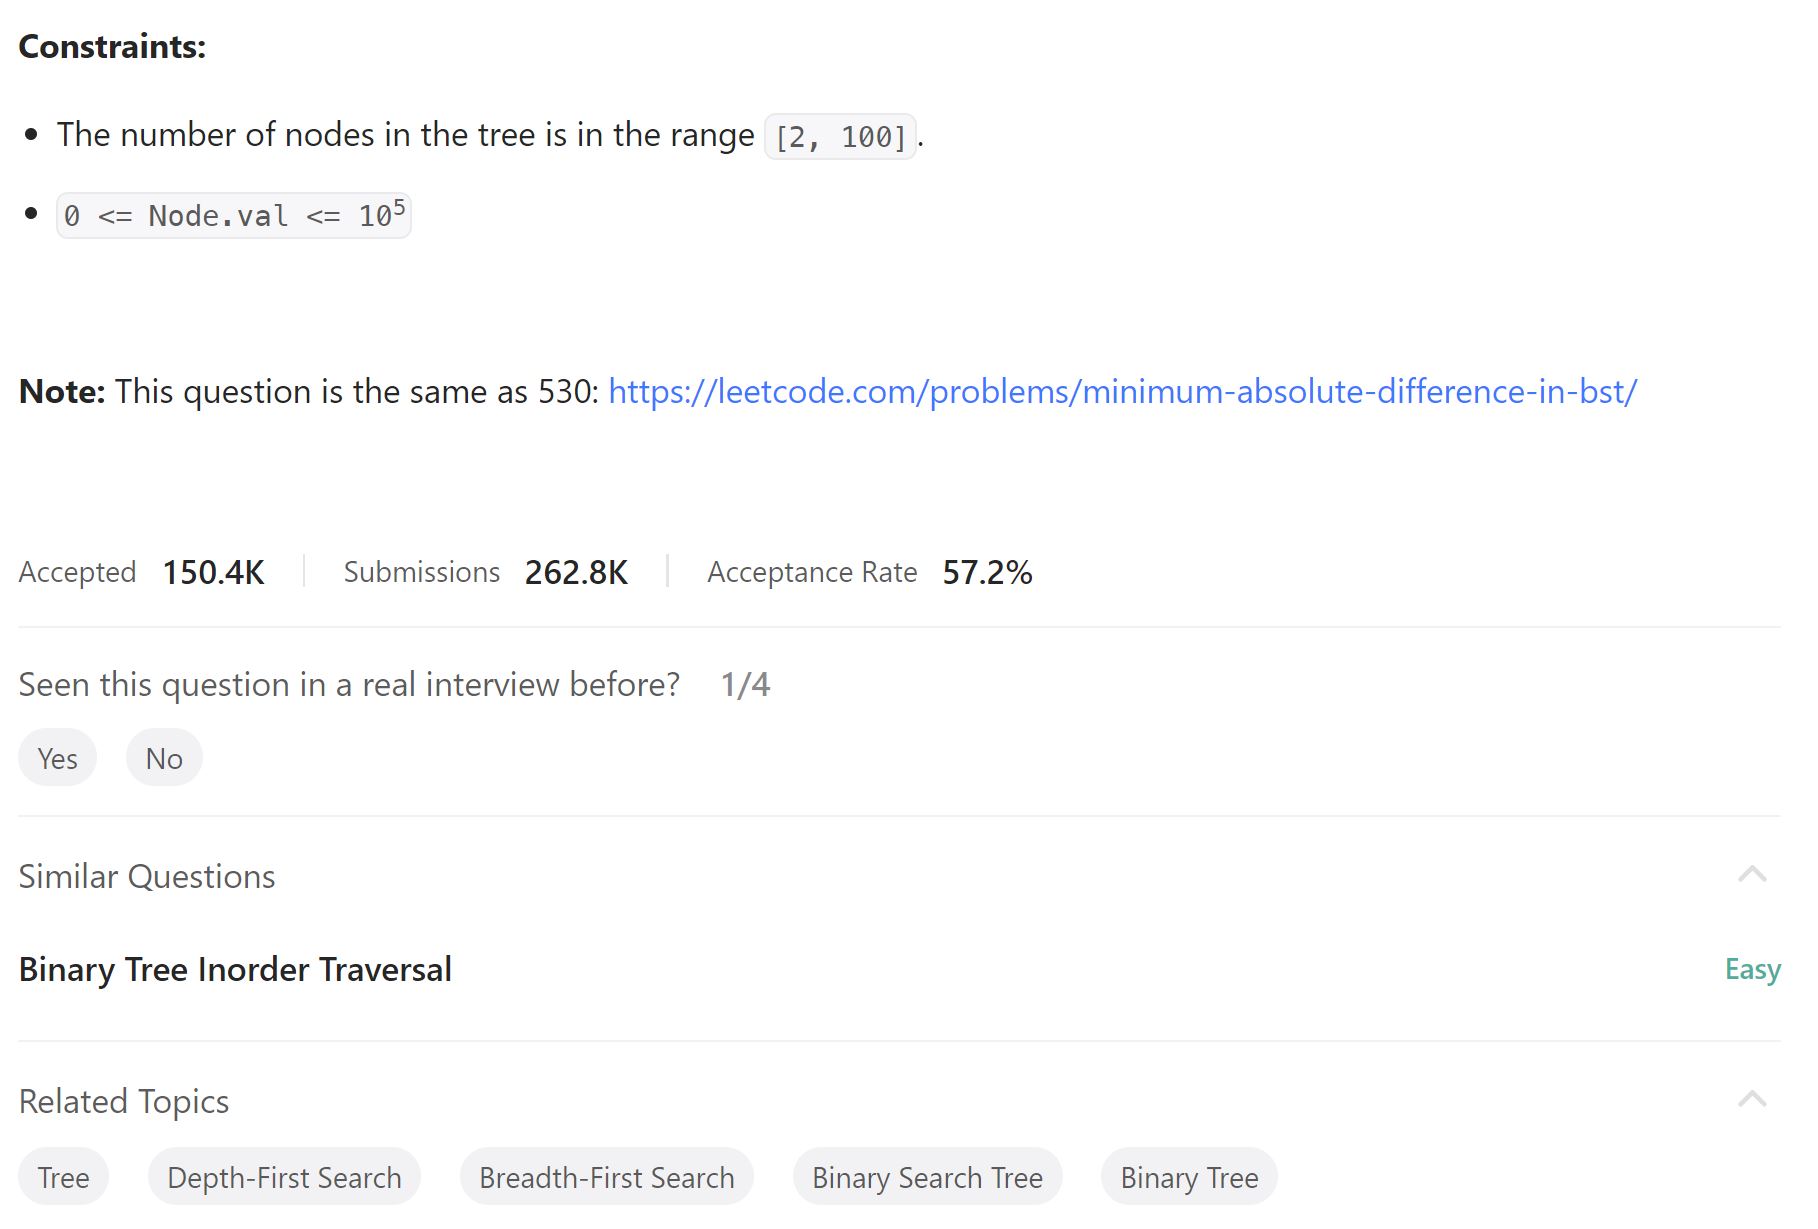 Constraints:
The number of nodes in the tree is in the range [2, 100].
0 <= Node.val <= 10⁵
Note: This question is the same as 530: https://leetcode.com/problems/minimum-absolute-difference-in-bst/
Accepted 150.4K Submissions 262.8K Acceptance Rate 57.2%
Seen this question in a real interview before? 1/4
Yes No
Similar Questions
Binary Tree Inorder Traversal Easy
Related Topics
Tree Depth-First Search Breadth-First Search Binary Search Tree Binary Tree